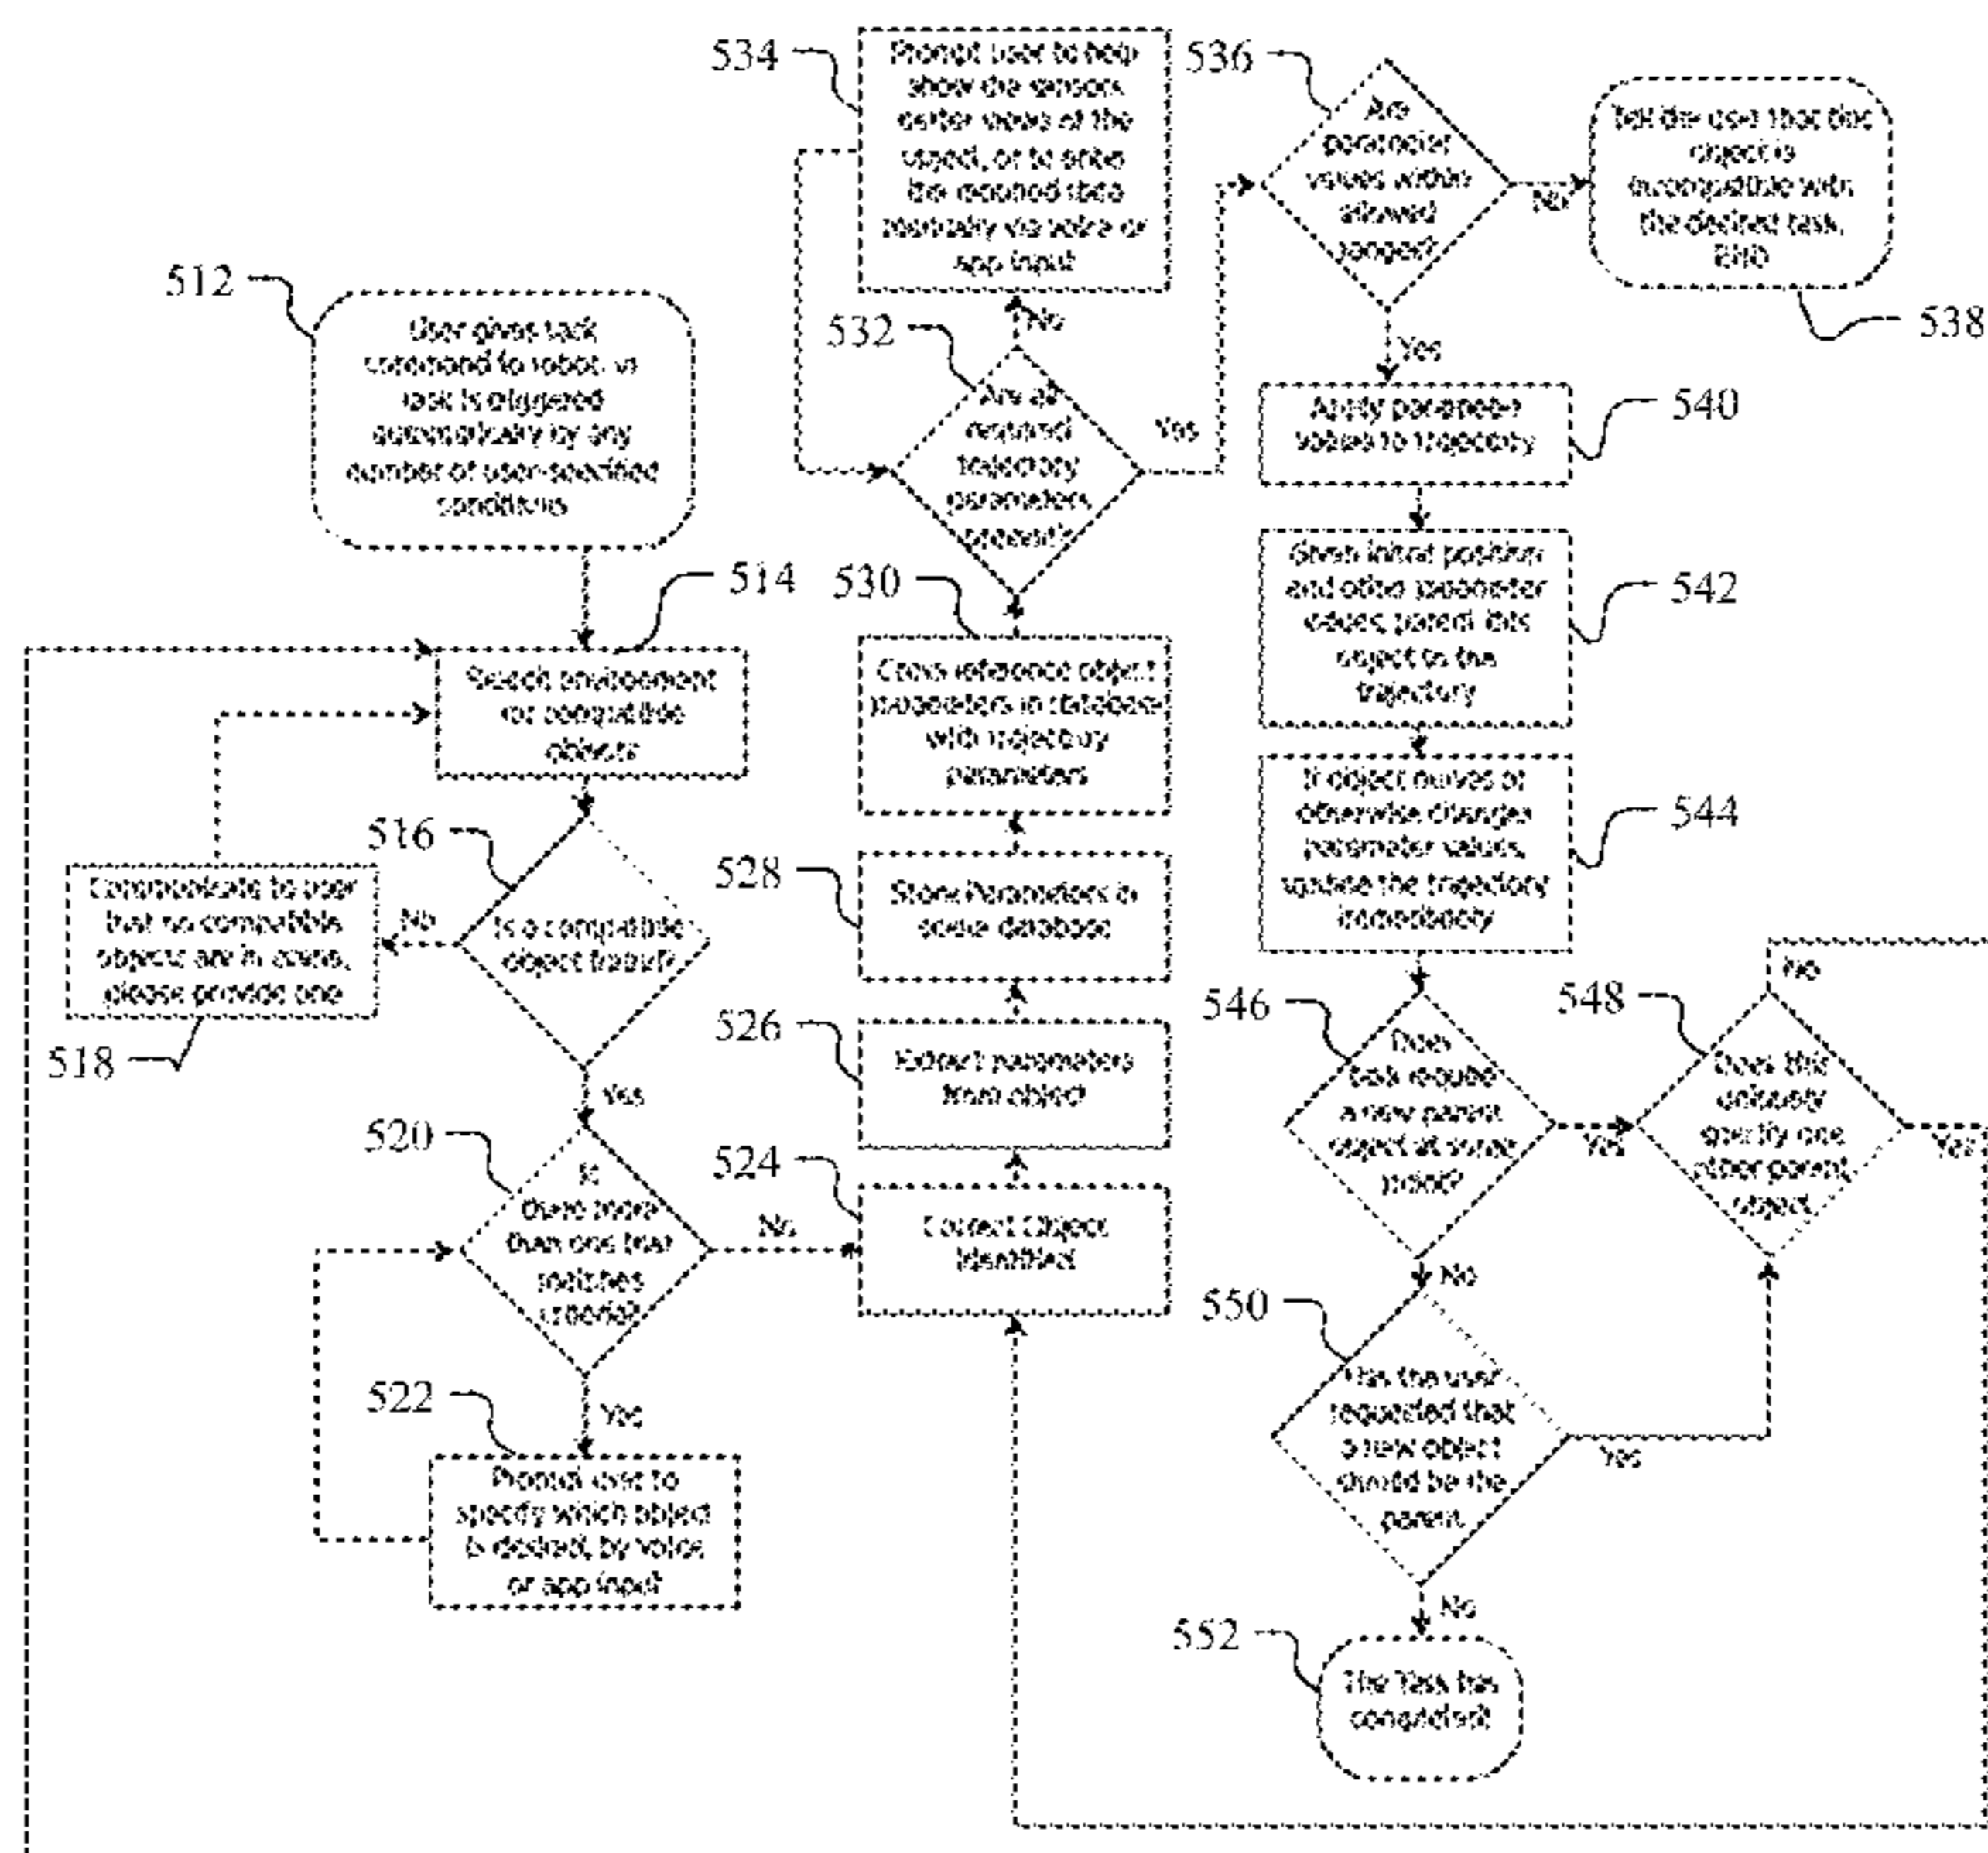 512
User gives task
command to robot, or
task is triggered
automatically by any
number of user-specified
conditions
514
Search environment
for compatible
objects
516
Is a compatible
object found?
No
518
Communicate to user
that no compatible
objects are in scene,
please provide one
Yes
520
Is
there more
than one that
matches
criteria?
No
Yes
522
Prompt user to
specify which object
is desired, by voice
or app input
524
Correct Object
Identified
526
Extract parameters
from object
528
Store Parameters in
some database
530
Cross reference object
parameters in database
with trajectory
parameters
532
Are all
required
trajectory
parameters
present?
No
Yes
534
Prompt user to help
show the sensors
better views of the
object, or to enter
the required data
manually via voice or
app input
536
Are
parameter
values within
allowed
ranges?
No
538
Tell the user that this
object is
incompatible with
the desired task.
END
Yes
540
Apply parameter
values to trajectory
542
Given initial position
and other parameter
values, parent this
object to the
trajectory
544
If object moves or
otherwise changes
parameter values,
update the trajectory
immediately
546
Does
task require
a new parent
object at some
point?
Yes
No
548
Does this
uniquely
specify one
other parent
object
No
Yes
550
Has the user
requested that
a new object
should be the
parent
Yes
No
552
The Task has
completed!